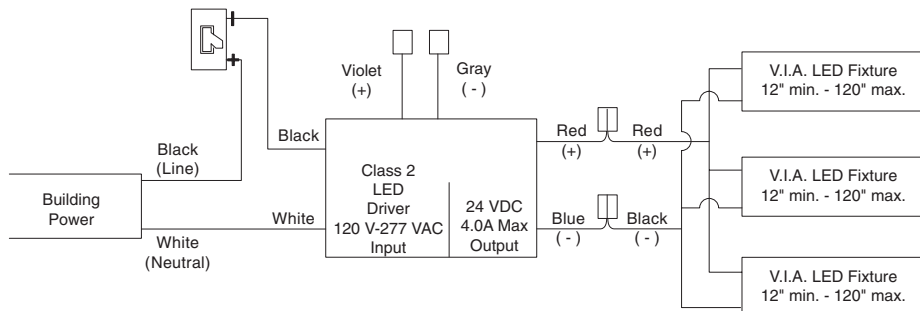 Violet
(+)
Gray
( - )
Black
(Line)
Black
Building
Power
White
(Neutral)
White
Class 2
LED
Driver
120 V-277 VAC
Input
24 VDC
4.0A Max
Output
Red
(+)
Red
(+)
Blue
( - )
Black
( - )
V.I.A. LED Fixture
12" min. - 120" max.
V.I.A. LED Fixture
12" min. - 120" max.
V.I.A. LED Fixture
12" min. - 120" max.